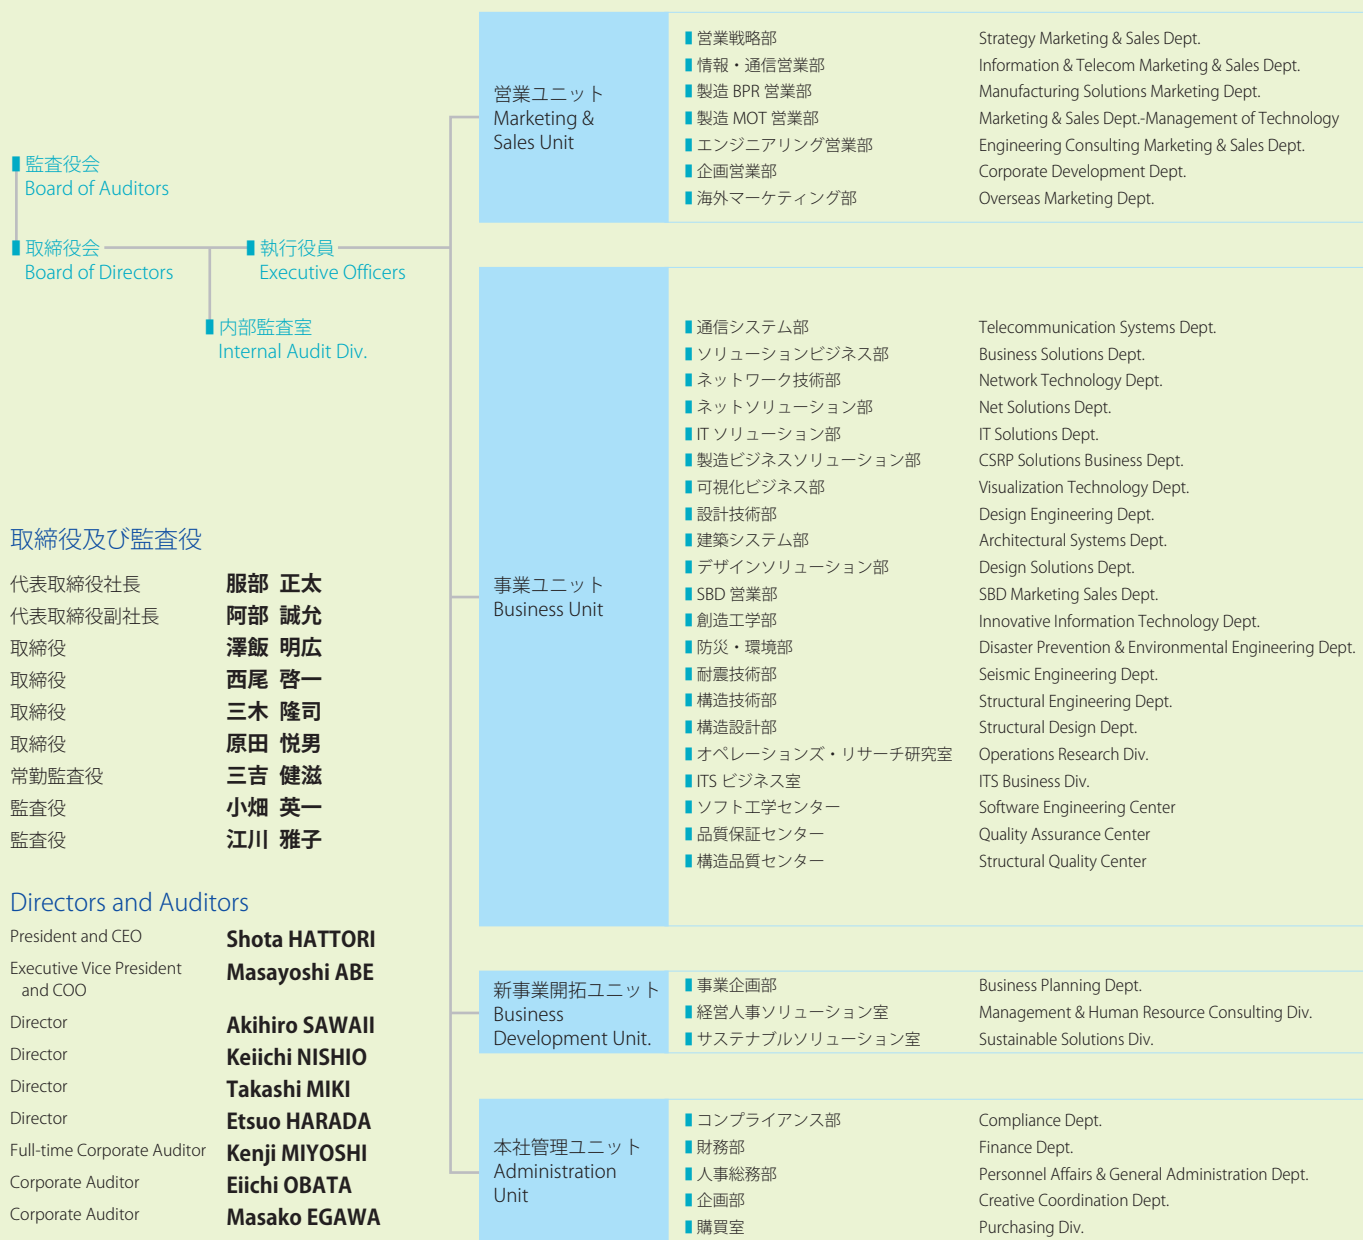 監査役会
Board of Auditors
取締役会
Board of Directors
執行役員
Executive Officers
内部監査室
Internal Audit Div.
取締役及び監査役
代表取締役社長 服部 正太
代表取締役副社長 阿部 誠允
取締役 澤飯 明広
取締役 西尾 啓一
取締役 三木 隆司
取締役 原田 悦男
常勤監査役 三吉 健滋
監査役 小畑 英一
監査役 江川 雅子
Directors and Auditors
President and CEO Shota HATTORI
Executive Vice President Masayoshi ABE
and COO
Director Akihiro SAWAII
Director Keiichi NISHIO
Director Takashi MIKI
Director Etsuo HARADA
Full-time Corporate Auditor Kenji MIYOSHI
Corporate Auditor Eiichi OBATA
Corporate Auditor Masako EGAWA
営業ユニット
Marketing &
Sales Unit
営業戦略部 Strategy Marketing & Sales Dept.
情報・通信営業部 Information & Telecom Marketing & Sales Dept.
製造 BPR 営業部 Manufacturing Solutions Marketing Dept.
製造 MOT 営業部 Marketing & Sales Dept.-Management of Technology
エンジニアリング営業部 Engineering Consulting Marketing & Sales Dept.
企画営業部 Corporate Development Dept.
海外マーケティング部 Overseas Marketing Dept.
事業ユニット
Business Unit
通信システム部 Telecommunication Systems Dept.
ソリューションビジネス部 Business Solutions Dept.
ネットワーク技術部 Network Technology Dept.
ネットソリューション部 Net Solutions Dept.
IT ソリューション部 IT Solutions Dept.
製造ビジネスソリューション部 CSRP Solutions Business Dept.
可視化ビジネス部 Visualization Technology Dept.
設計技術部 Design Engineering Dept.
建築システム部 Architectural Systems Dept.
デザインソリューション部 Design Solutions Dept.
SBD 営業部 SBD Marketing Sales Dept.
創造工学部 Innovative Information Technology Dept.
防災・環境部 Disaster Prevention & Environmental Engineering Dept.
耐震技術部 Seismic Engineering Dept.
構造技術部 Structural Engineering Dept.
構造設計部 Structural Design Dept.
オペレーションズ・リサーチ研究室 Operations Research Div.
ITS ビジネス室 ITS Business Div.
ソフト工学センター Software Engineering Center
品質保証センター Quality Assurance Center
構造品質センター Structural Quality Center
新事業開拓ユニット
Business
Development Unit.
事業企画部 Business Planning Dept.
経営人事ソリューション室 Management & Human Resource Consulting Div.
サステナブルソリューション室 Sustainable Solutions Div.
本社管理ユニット
Administration
Unit
コンプライアンス部 Compliance Dept.
財務部 Finance Dept.
人事総務部 Personnel Affairs & General Administration Dept.
企画部 Creative Coordination Dept.
購買室 Purchasing Div.